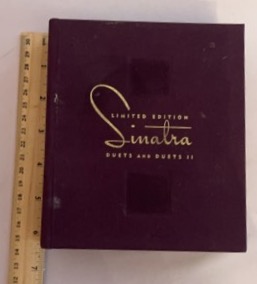 LIMITED EDITION
Sinatra
DUETS AND DUETS II